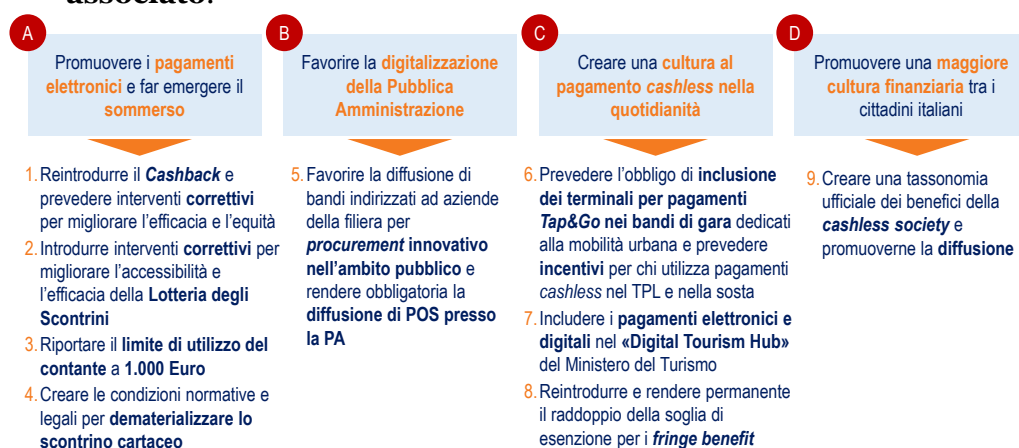 associato.
A
Promuovere i pagamenti
elettronici e far emergere il
sommerso
1. Reintrodurre il Cashback e
prevedere interventi correttivi
per migliorare l'efficacia e l'equità
2. Introdurre interventi correttivi per
migliorare l'accessibilità e
l'efficacia della Lotteria degli
Scontrini
3. Riportare il limite di utilizzo del
contante a 1.000 Euro
4. Creare le condizioni normative e
legali per dematerializzare lo
scontrino cartaceo
B
Favorire la digitalizzazione
della Pubblica
Amministrazione
5. Favorire la diffusione di
bandi indirizzati ad aziende
della filiera per
procurement innovativo
nell'ambito pubblico e
rendere obbligatoria la
diffusione di POS presso
la PA
C
Creare una cultura al
pagamento cashless nella
quotidianità
6. Prevedere l'obbligo di inclusione
dei terminali per pagamenti
Tap&Go nei bandi di gara dedicati
alla mobilità urbana e prevedere
incentivi per chi utilizza pagamenti
cashless nel TPL e nella sosta
7. Includere i pagamenti elettronici e
digitali nel «Digital Tourism Hub»
del Ministero del Turismo
8. Reintrodurre e rendere permanente
il raddoppio della soglia di
esenzione per i fringe benefit
D
Promuovere una maggiore
cultura finanziaria tra i
cittadini italiani
9. Creare una tassonomia
ufficiale dei benefici della
cashless society e
promuoverne la diffusione